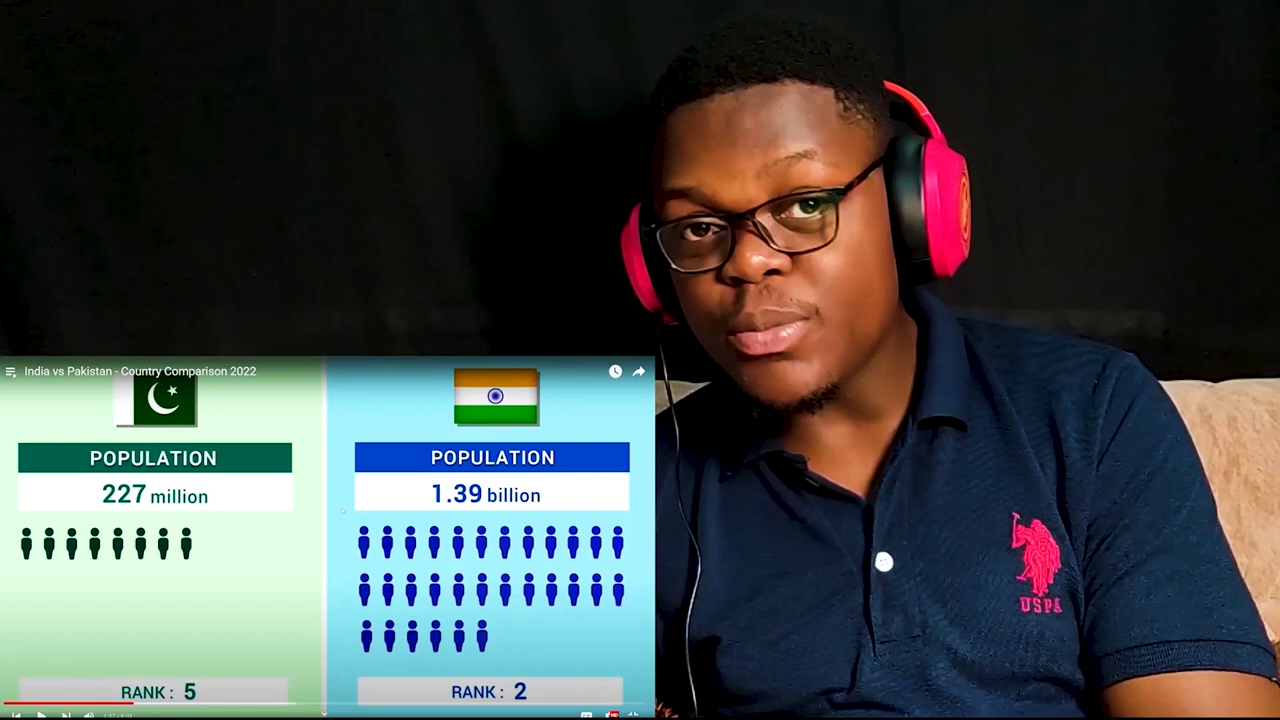 India vs Pakistan - Country Comparison 2022
POPULATION
227 million
RANK : 5
POPULATION
1.39 billion
RANK : 2
USPA